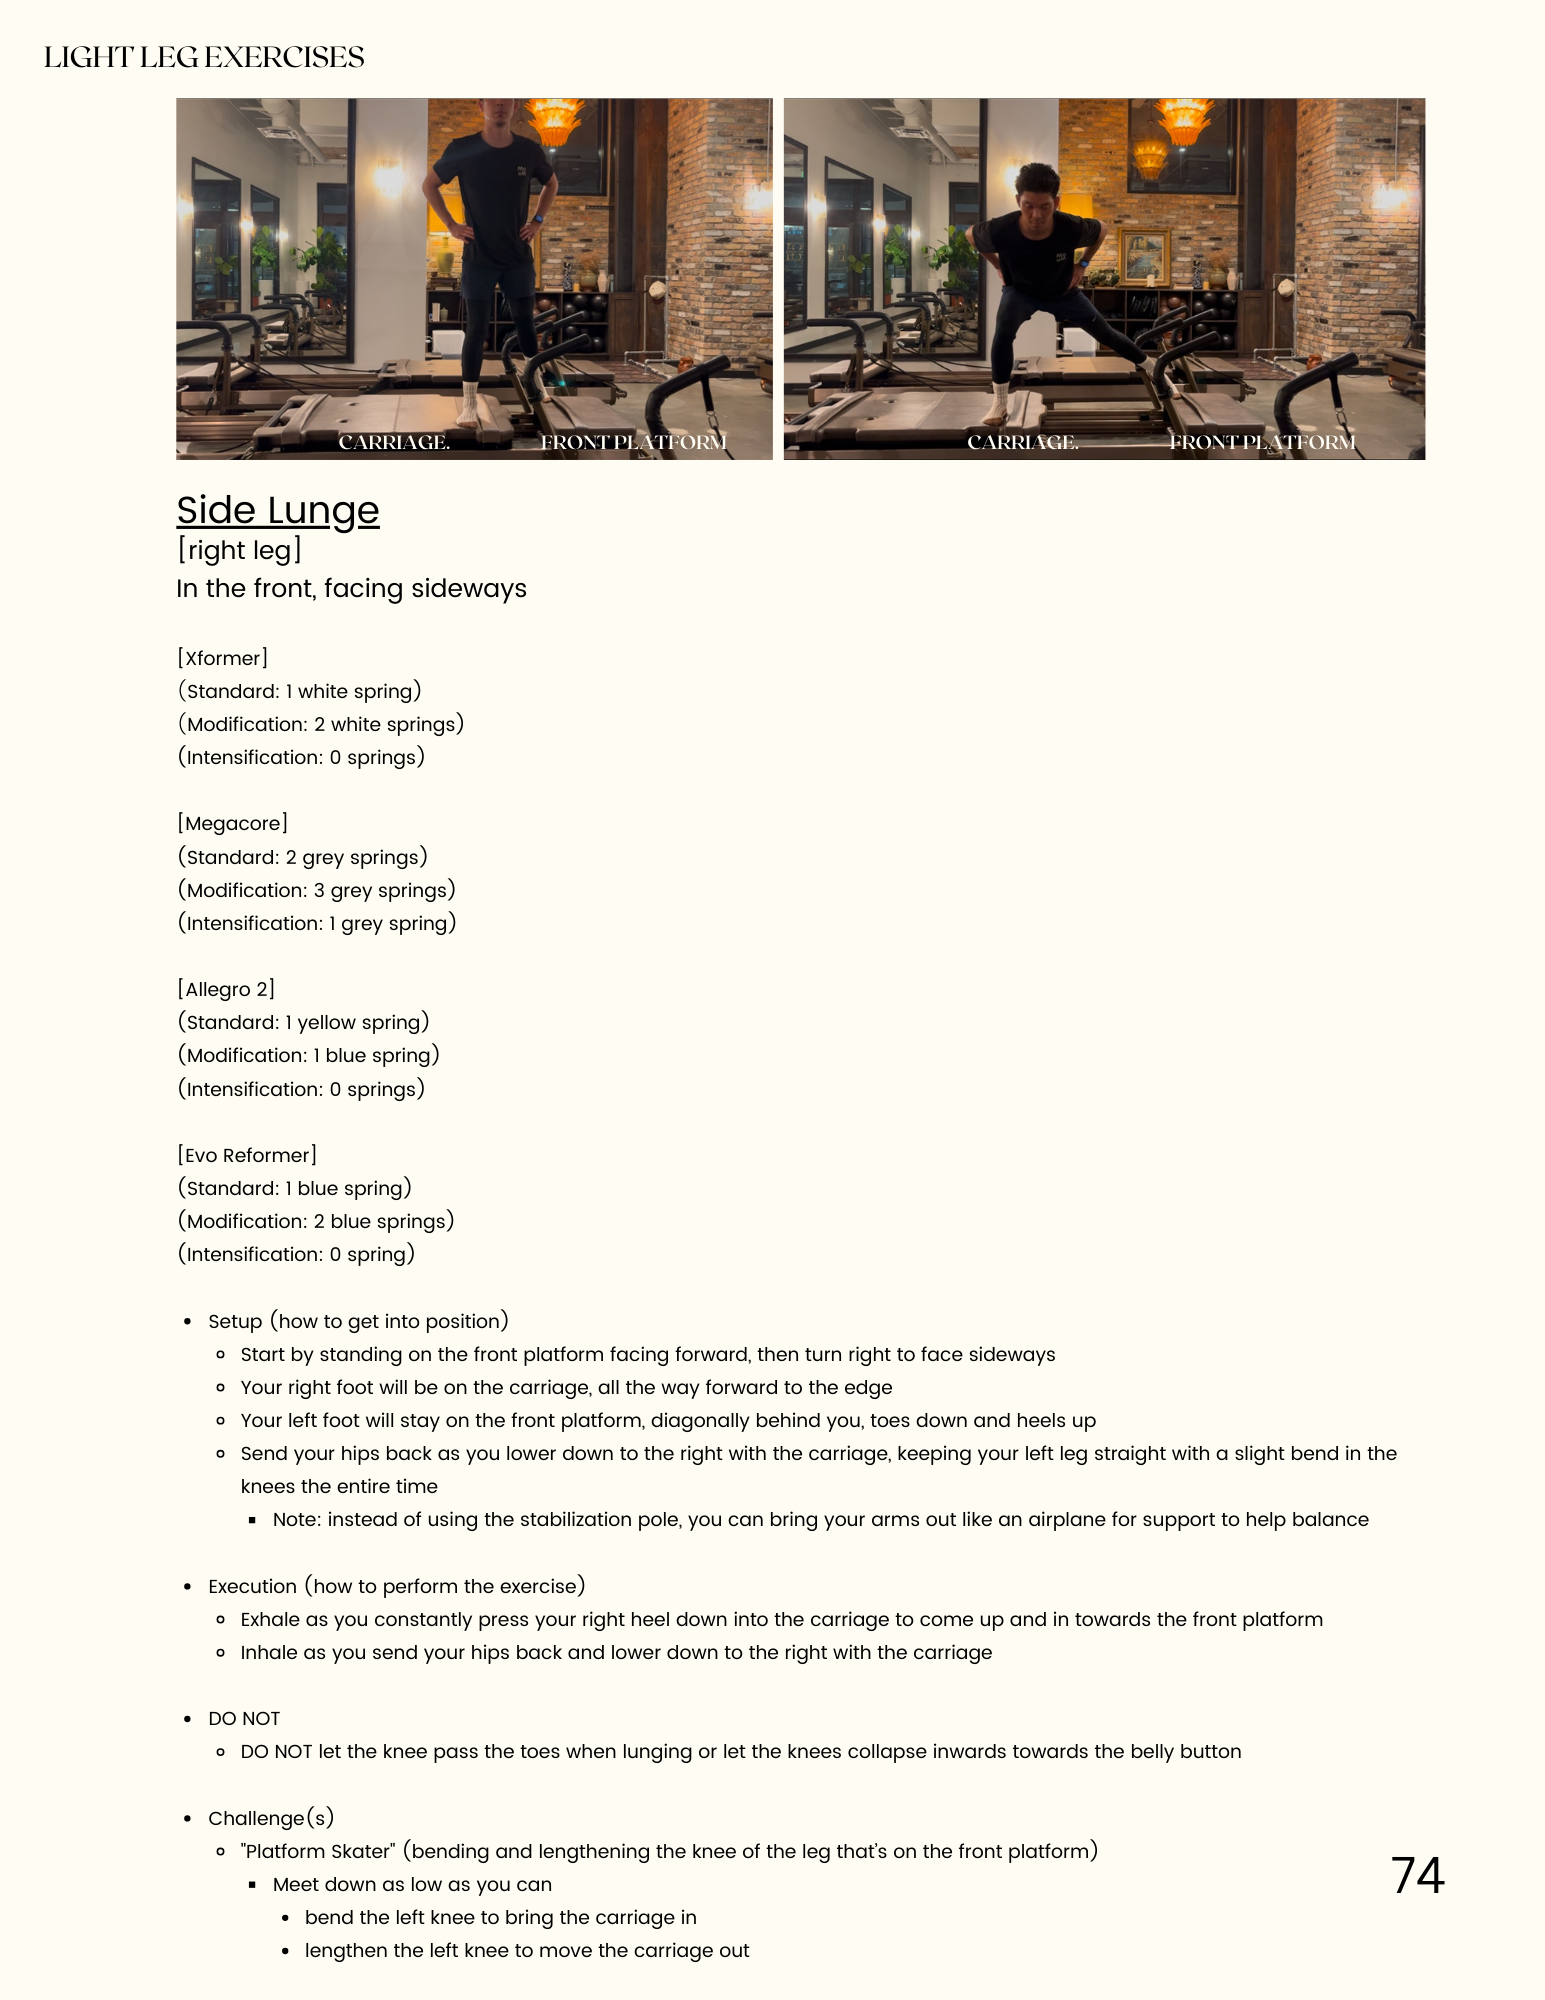 LIGHT LEG EXERCISES
CARRIAGE.
FRONT PLATFORM
CARRIAGE.
FRONT PLATFORM
Side Lunge
[right leg]
In the front, facing sideways
[Xformer]
(Standard: 1 white spring)
(Modification: 2 white springs)
(Intensification: 0 springs)
[Megacore]
(Standard: 2 grey springs)
(Modification: 3 grey springs)
(Intensification: 1 grey spring)
[Allegro 2]
(Standard: 1 yellow spring)
(Modification: 1 blue spring)
(Intensification: 0 springs)
[Evo Reformer]
(Standard: 1 blue spring)
(Modification: 2 blue springs)
(Intensification: 0 spring)
• Setup (how to get into position)
◦ Start by standing on the front platform facing forward, then turn right to face sideways
◦ Your right foot will be on the carriage, all the way forward to the edge
◦ Your left foot will stay on the front platform, diagonally behind you, toes down and heels up
◦ Send your hips back as you lower down to the right with the carriage, keeping your left leg straight with a slight bend in the
knees the entire time
▪ Note: instead of using the stabilization pole, you can bring your arms out like an airplane for support to help balance
• Execution (how to perform the exercise)
◦ Exhale as you constantly press your right heel down into the carriage to come up and in towards the front platform
◦ Inhale as you send your hips back and lower down to the right with the carriage
• DO NOT
◦ DO NOT let the knee pass the toes when lunging or let the knees collapse inwards towards the belly button
• Challenge(s)
◦ "Platform Skater" (bending and lengthening the knee of the leg that's on the front platform)
▪ Meet down as low as you can
• bend the left knee to bring the carriage in
• lengthen the left knee to move the carriage out
74